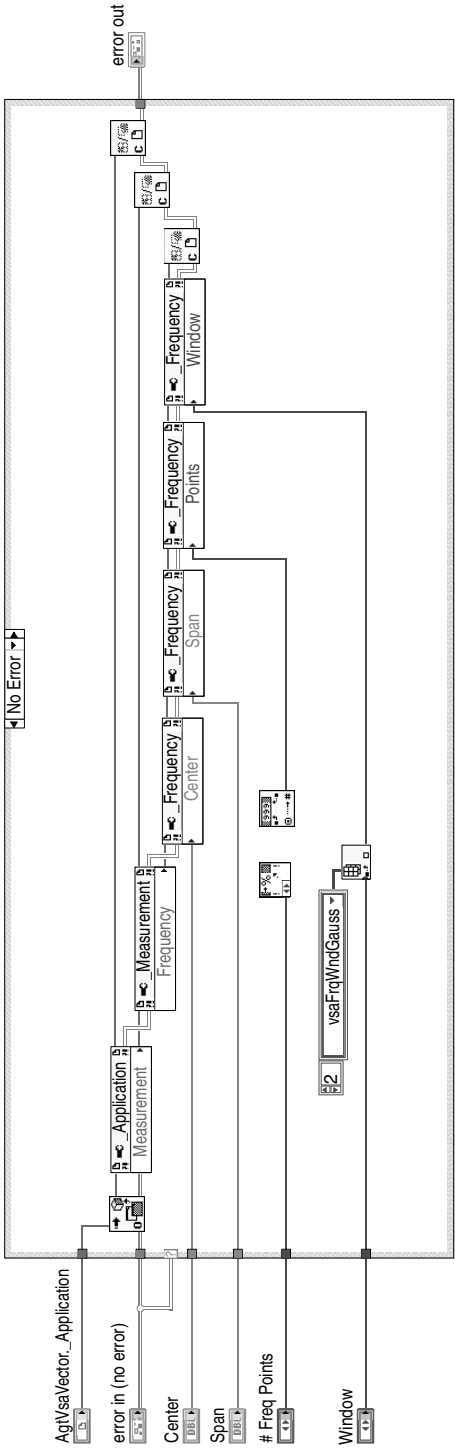 error out
No Error
_Frequency
Window
_Frequency
Points
_Frequency
Span
_Frequency
Center
_Measurement
Frequency
_Application
Measurement
vsaFrqWndGauss
2
AgtVsaVector._Application
error in (no error)
Center
DBL
Span
DBL
# Freq Points
Window